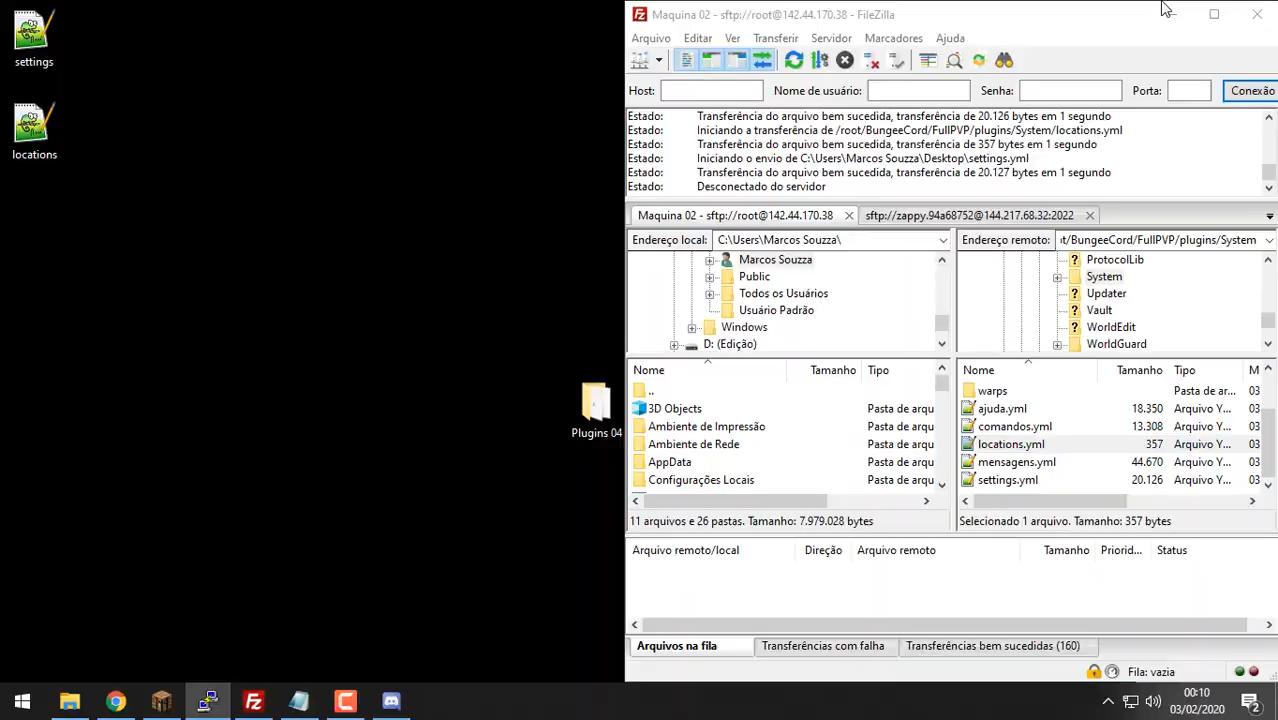 settings
locations
Plugins 04
Maquina 02 - sftp://root@142.44.170.38 - FileZilla
Arquivo Editar Ver Transferir Servidor Marcadores Ajuda
Host: Nome de usuário: Senha: Porta: Conexão
Estado: Transferência do arquivo bem sucedida, transferência de 20.126 bytes em 1 segundo
Estado: Iniciando a transferência de /root/BungeeCord/FullPVP/plugins/System/locations.yml
Estado: Transferência do arquivo bem sucedida, transferência de 357 bytes em 1 segundo
Estado: Iniciando o envio de C:\Users\Marcos Souzza\Desktop\settings.yml
Estado: Transferência do arquivo bem sucedida, transferência de 20.127 bytes em 1 segundo
Estado: Desconectado do servidor
Maquina 02 - sftp://root@142.44.170.38 sftp://zappy.94a68752@144.217.68.32:2022
Endereço local: C:\Users\Marcos Souzza\
Marcos Souzza
Public
Todos os Usuários
Usuário Padrão
Windows
D: (Edição)
Endereço remoto: t/BungeeCord/FullPVP/plugins/System
ProtocolLib
System
Updater
Vault
WorldEdit
WorldGuard
Nome Tamanho Tipo
..
3D Objects Pasta de arqu
Ambiente de Impressão Pasta de arqu
Ambiente de Rede Pasta de arqu
AppData Pasta de arqu
Configurações Locais Pasta de arqu
11 arquivos e 26 pastas. Tamanho: 7.979.028 bytes
Nome Tamanho Tipo M
warps Pasta de ar... 03
ajuda.yml 18.350 Arquivo Y... 03
comandos.yml 13.308 Arquivo Y... 03
locations.yml 357 Arquivo Y... 03
mensagens.yml 44.670 Arquivo Y... 03
settings.yml 20.126 Arquivo Y... 03
Selecionado 1 arquivo. Tamanho: 357 bytes
Arquivo remoto/local Direção Arquivo remoto Tamanho Priorid... Status
Arquivos na fila Transferências com falha Transferências bem sucedidas (160)
Fila: vazia
00:10
03/02/2020
2